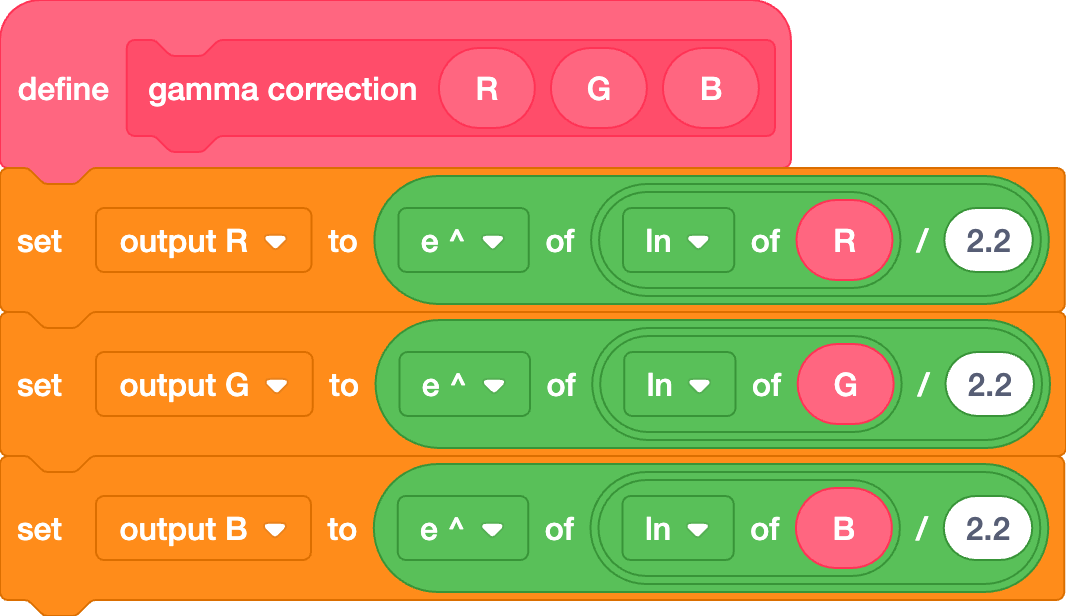 define gamma correction R G B
set output R to e ^ of ln of R / 2.2
set output G to e ^ of ln of G / 2.2
set output B to e ^ of ln of B / 2.2